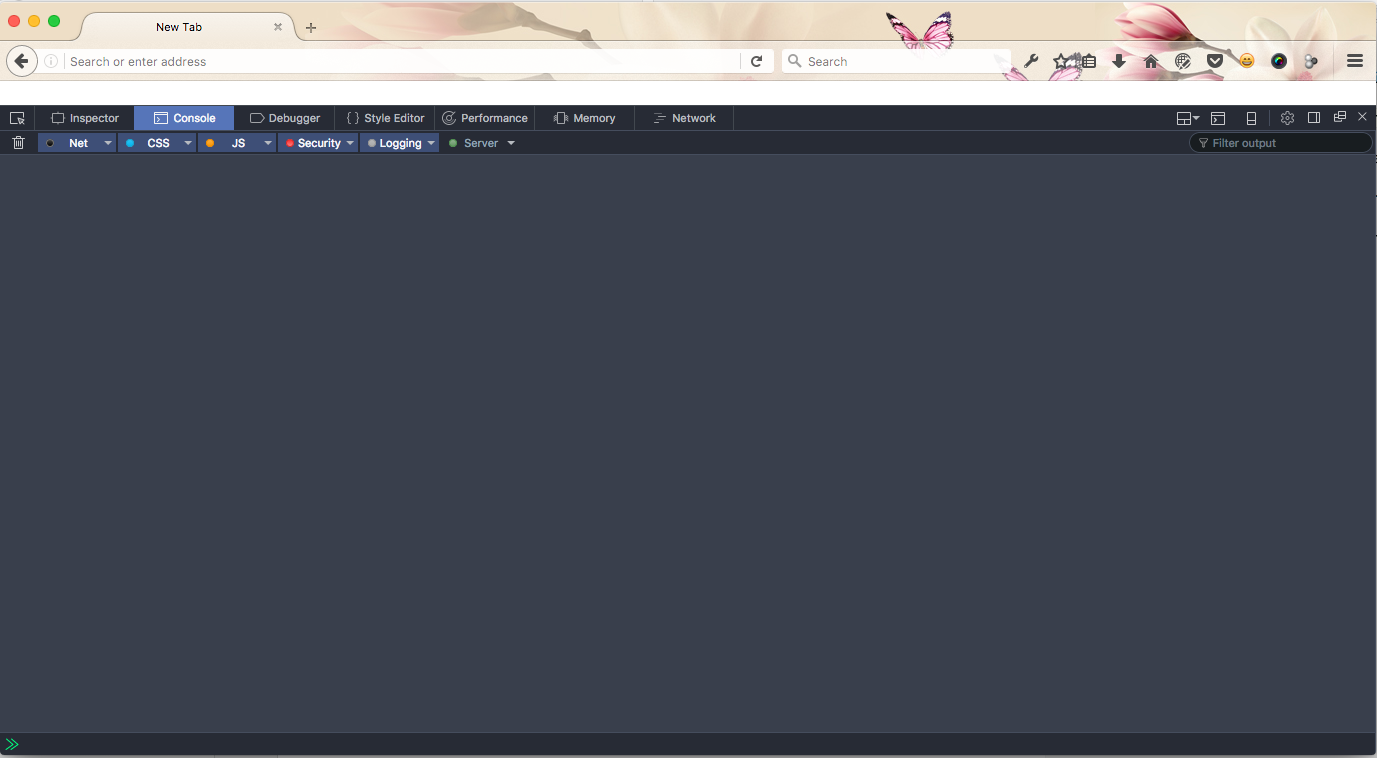 New Tab
Search or enter address Search
Inspector Console Debugger { } Style Editor Performance Memory Network
Net CSS JS Security Logging Server Filter output